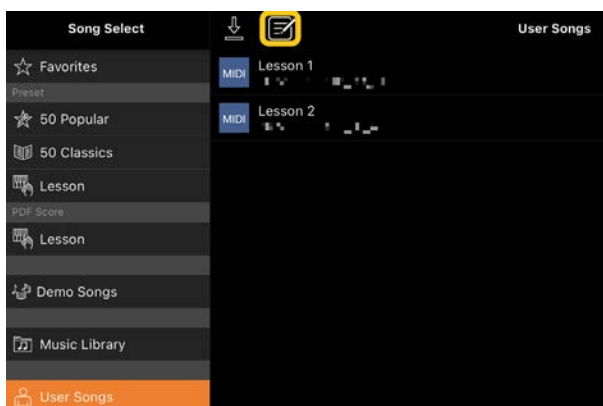 Song Select
User Songs
Favorites
Preset
50 Popular
50 Classics
Lesson
PDF Score
Lesson
Demo Songs
Music Library
User Songs
MIDI
Lesson 1
MIDI
Lesson 2